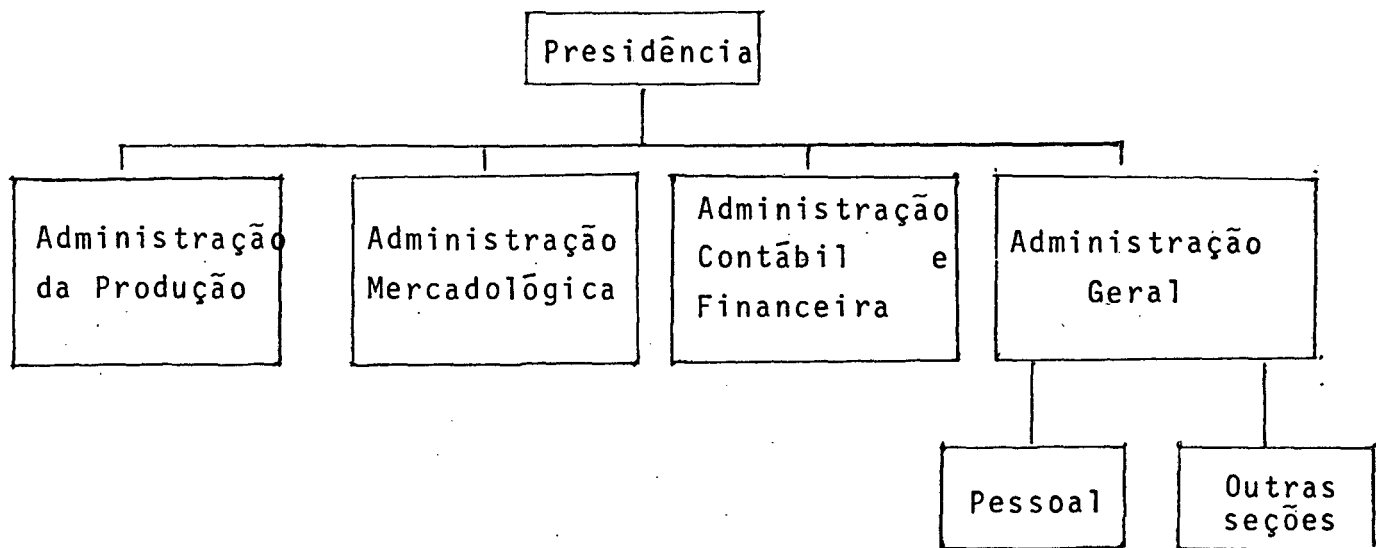 Presidência
Administração
da Produção
Administração
Mercadológica
Administração
Contábil e
Financeira
Administração
Geral
Pessoal
Outras
seções